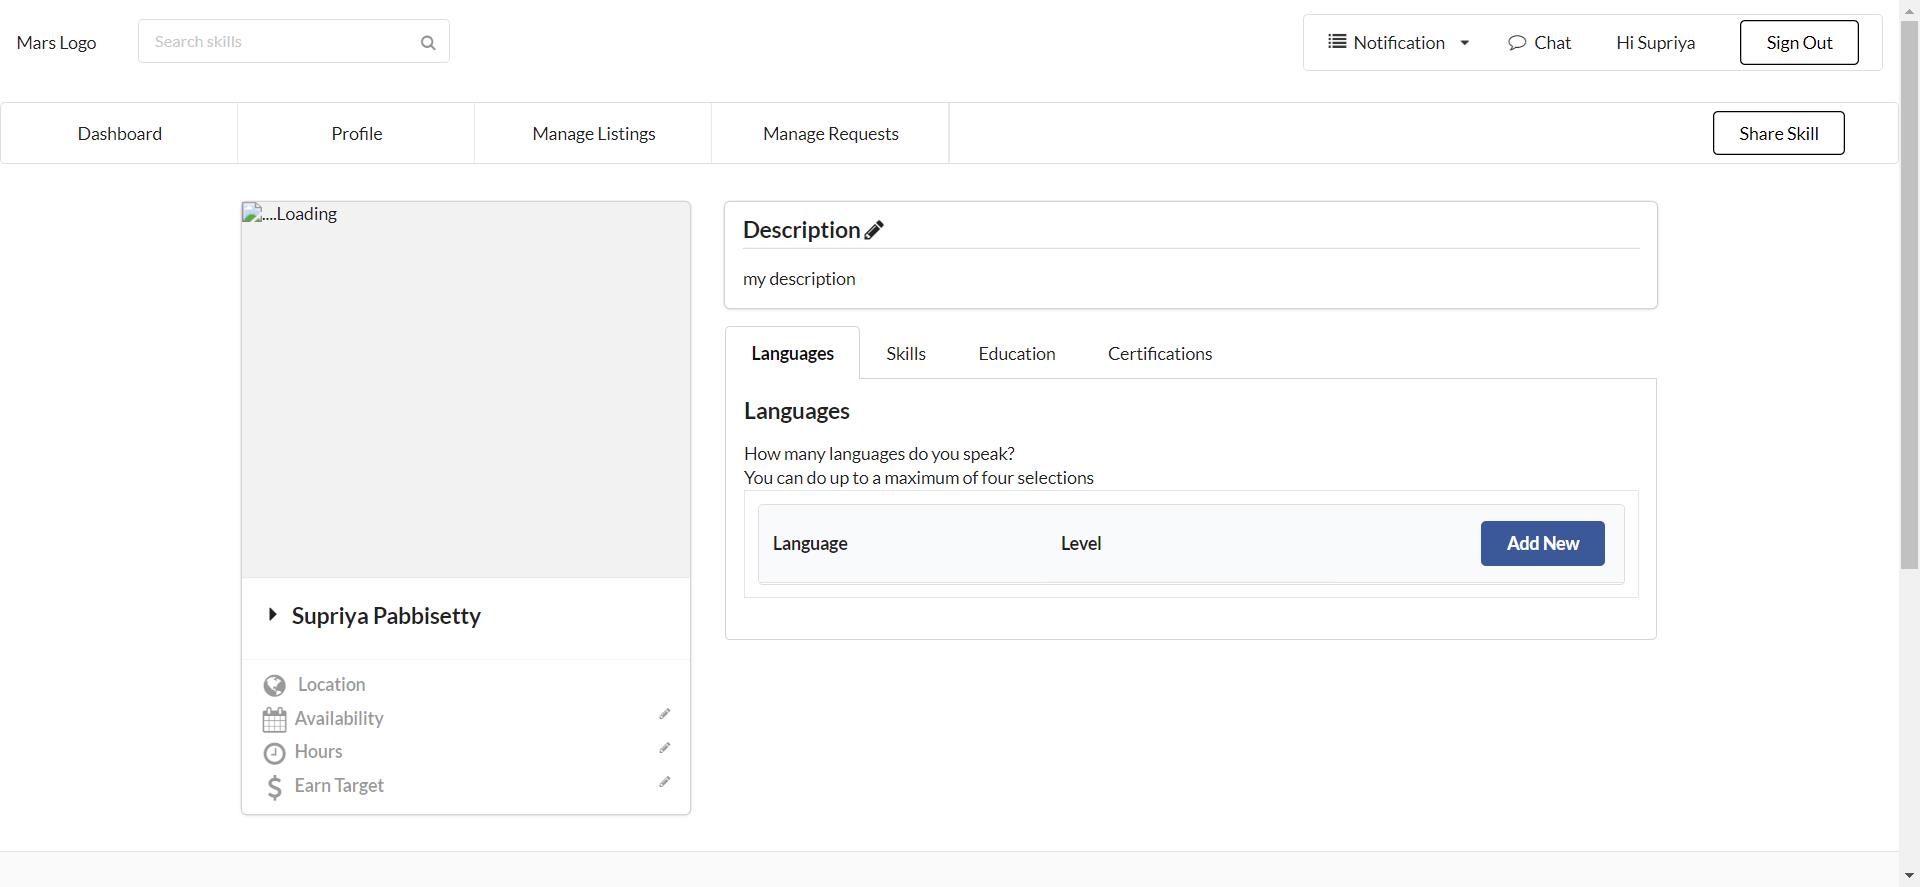 Mars Logo
Search skills
Notification
Chat
Hi Supriya
Sign Out
Dashboard
Profile
Manage Listings
Manage Requests
Share Skill
....Loading
Supriya Pabbisetty
Location
Availability
Hours
Earn Target
Description
my description
Languages
Skills
Education
Certifications
Languages
How many languages do you speak?
You can do up to a maximum of four selections
Language
Level
Add New